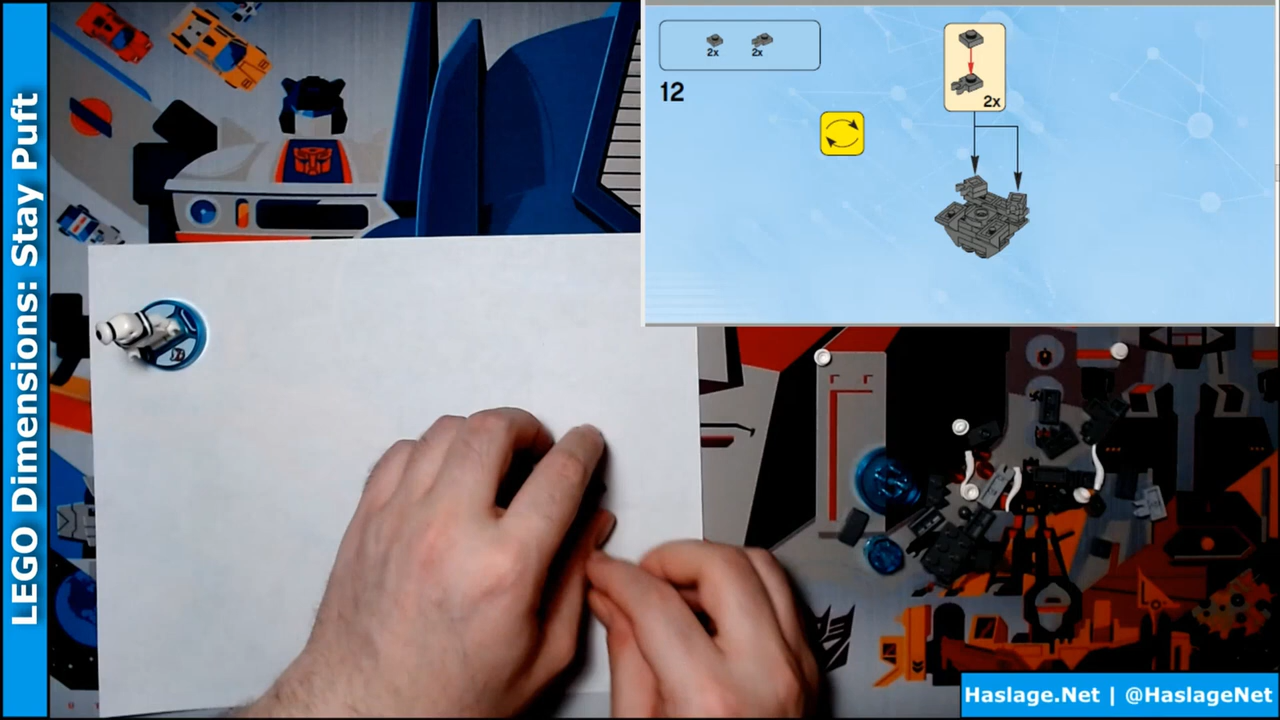 LEGO Dimensions: Stay Puft
2x 2x
12
2x
Haslage.Net | @HaslageNet